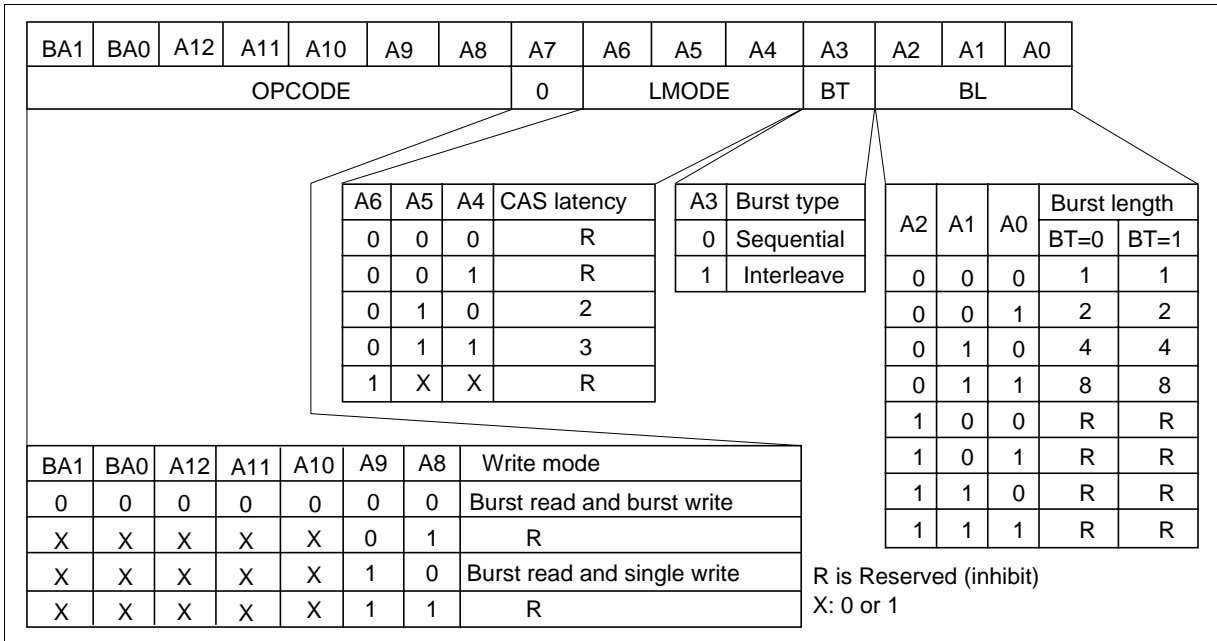 BA1 BA0 A12 A11 A10 A9 A8 A7 A6 A5 A4 A3 A2 A1 A0
OPCODE 0 LMODE BT BL
A6 A5 A4 CAS latency
0 0 0 R
0 0 1 R
0 1 0 2
0 1 1 3
1 X X R
A3 Burst type
0 Sequential
1 Interleave
A2 A1 A0 Burst length
BT=0 BT=1
0 0 0 1 1
0 0 1 2 2
0 1 0 4 4
0 1 1 8 8
1 0 0 R R
1 0 1 R R
1 1 0 R R
1 1 1 R R
BA1 BA0 A12 A11 A10 A9 A8 Write mode
0 0 0 0 0 0 0 Burst read and burst write
X X X X X 0 1 R
X X X X X 1 0 Burst read and single write
X X X X X 1 1 R
R is Reserved (inhibit)
X: 0 or 1